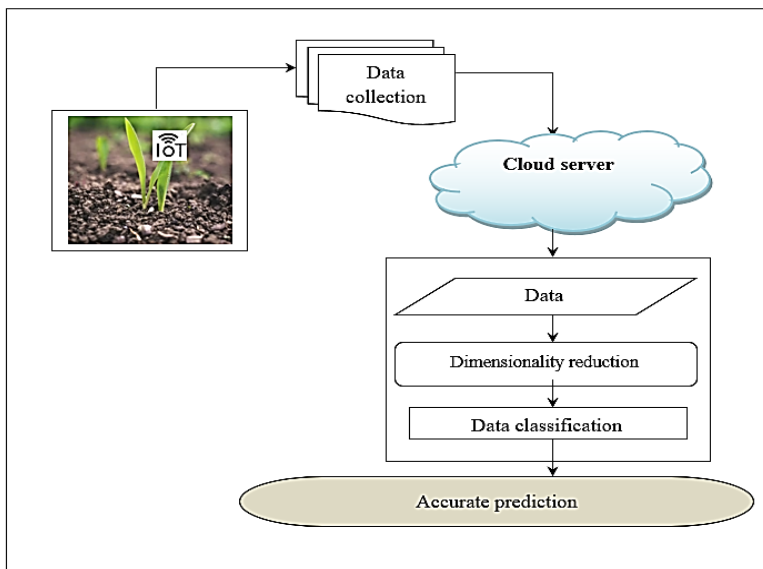 Data
collection
IoT
Cloud server
Data
Dimensionality reduction
Data classification
Accurate prediction